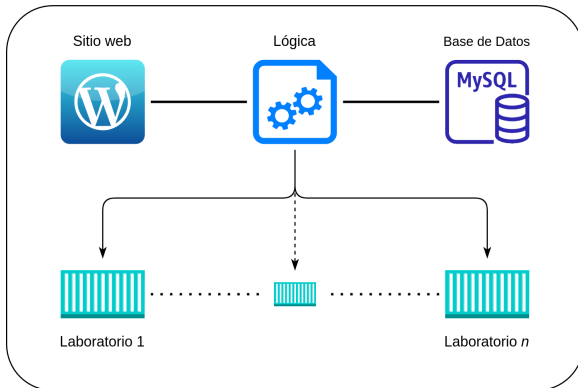 Sitio web
Lógica
Base de Datos
MySQL
Laboratorio 1
Laboratorio n